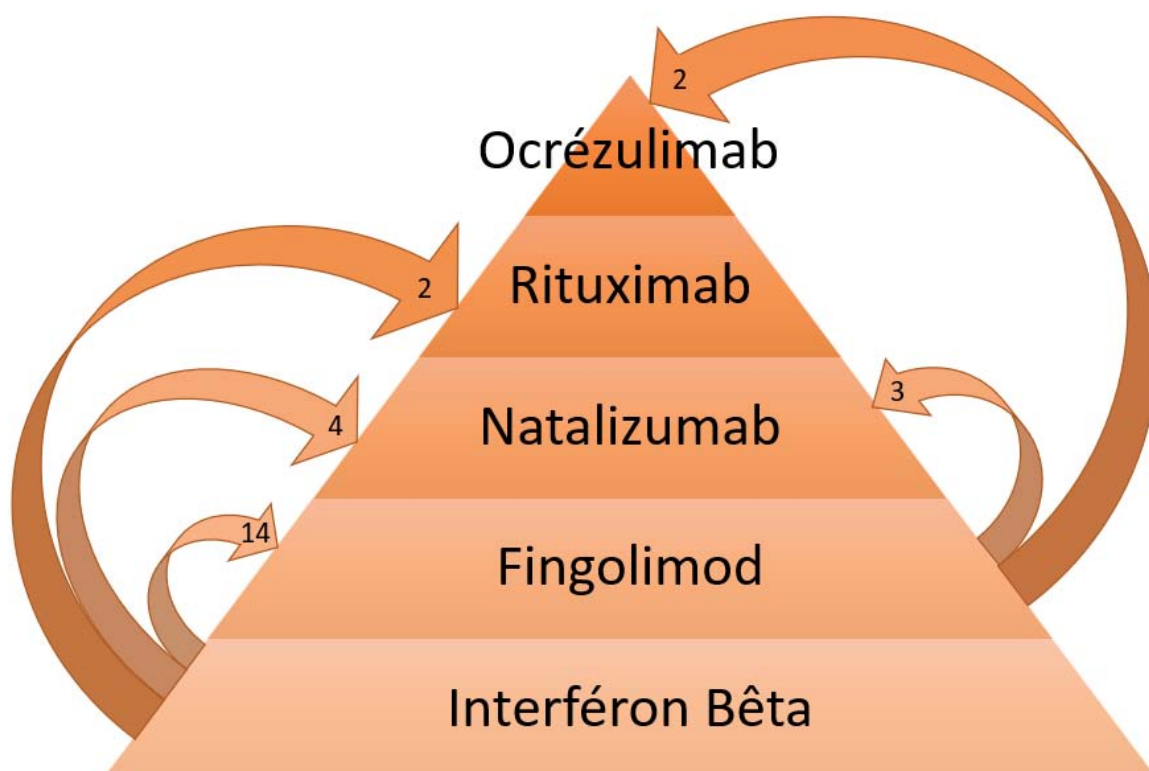 2
Ocrézulimab
2
Rituximab
4
Natalizumab
3
14
Fingolimod
Interféron Bêta